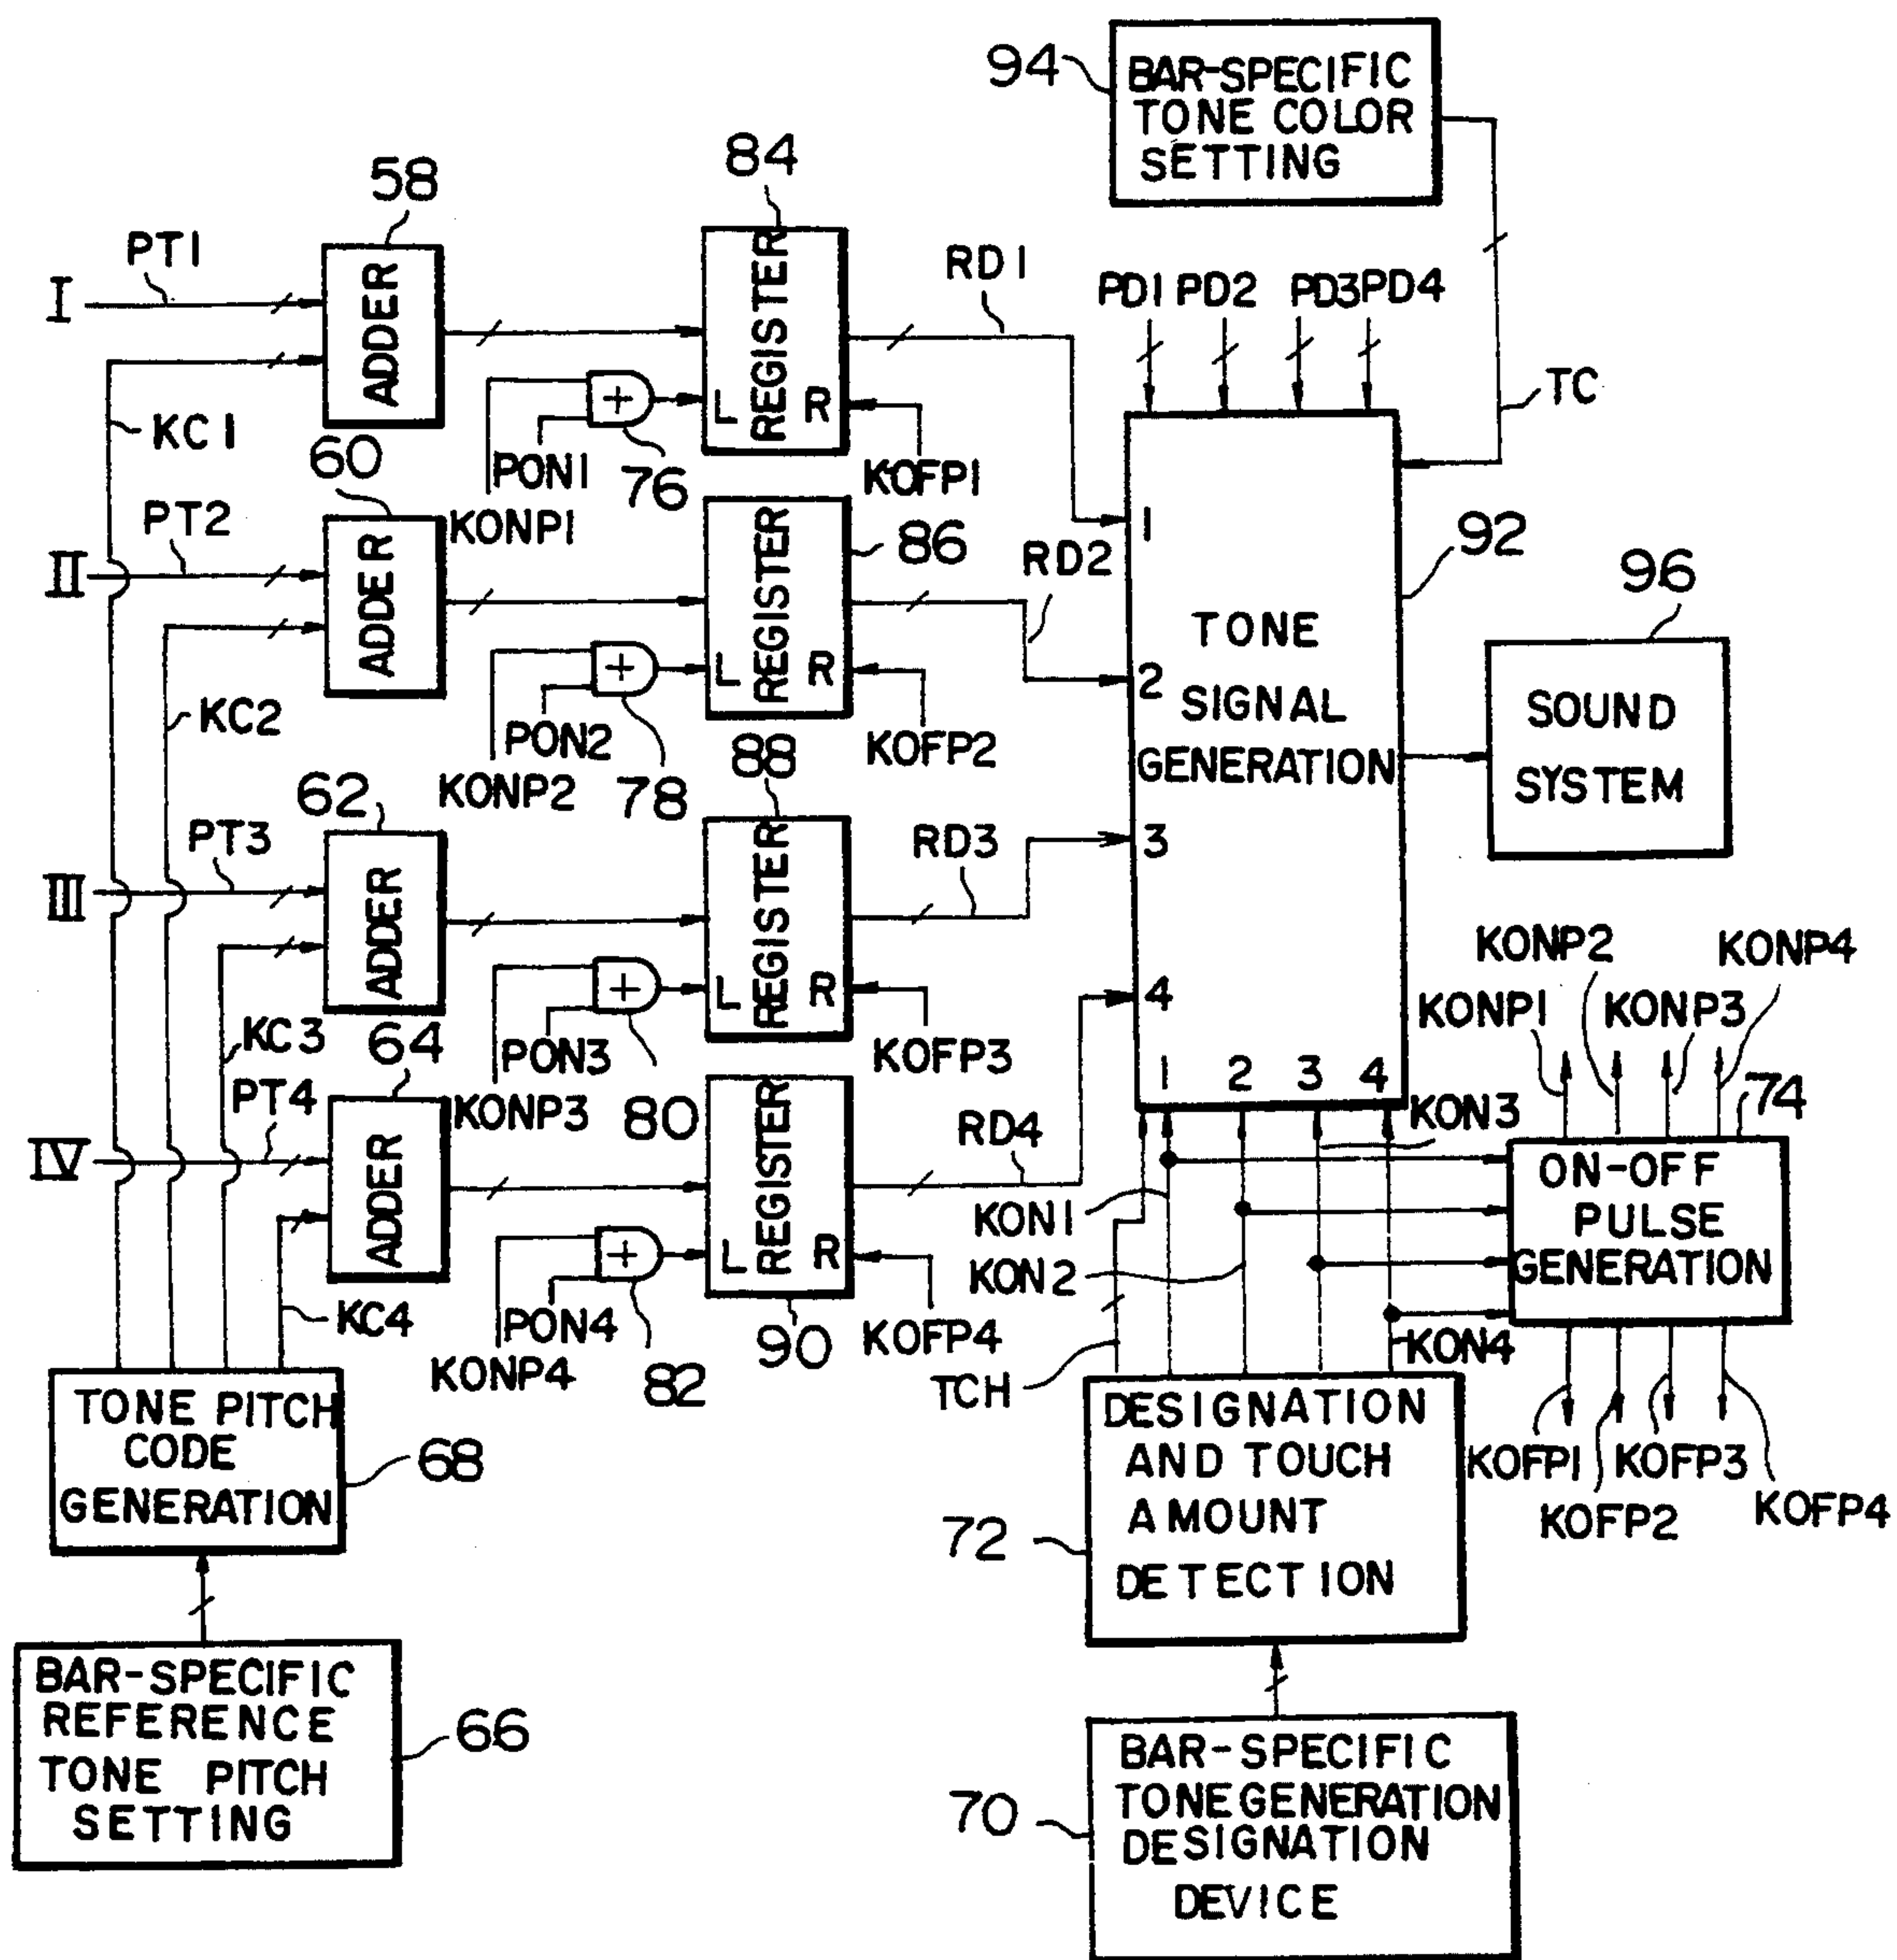 94
BAR-SPECIFIC
TONE COLOR
SETTING
84
58
PT1
I
ADDER
REGISTER
L
R
RD1
PD1 PD2 PD3 PD4
TC
KC1
+
PON1
KONP1
76
KOFP1
60
PT2
II
ADDER
REGISTER
L
R
86
RD2
1
92
96
KC2
+
PON2
KONP2
78
KOFP2
88
TONE
SIGNAL
GENERATION
2
SOUND
SYSTEM
62
PT3
III
ADDER
REGISTER
L
R
RD3
3
KC3
+
PON3
KONP3
80
KOFP3
4
1 2 3 4
KONP2
KONP4
KONP1
KONP3
74
64
PT4
IV
ADDER
REGISTER
L
R
RD4
KON3
KON1
KON2
ON-OFF
PULSE
GENERATION
KC4
+
PON4
KONP4
82
90
KOFP4
TCH
KON4
KOFP1
KOFP3
KOFP2
KOFP4
TONE PITCH
CODE
GENERATION
68
DESIGNATION
AND TOUCH
AMOUNT
DETECTION
72
BAR-SPECIFIC
REFERENCE
TONE PITCH
SETTING
66
BAR-SPECIFIC
TONE GENERATION
DESIGNATION
DEVICE
70